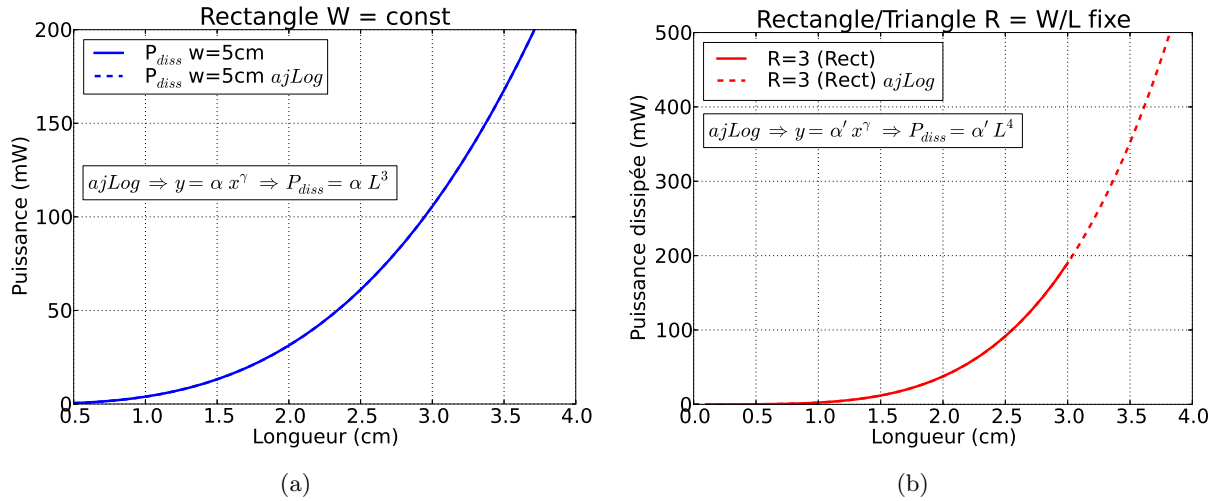 Rectangle W = const
P_diss w=5cm
P_diss w=5cm ajLog
ajLog ⇒ y = α x^γ ⇒ P_diss = α L^3
Puissance (mW)
200
150
100
50
0
0.5 1.0 1.5 2.0 2.5 3.0 3.5 4.0
Longueur (cm)
(a)
Rectangle/Triangle R = W/L fixe
R=3 (Rect)
R=3 (Rect) ajLog
ajLog ⇒ y = α′ x^γ ⇒ P_diss = α′ L^4
Puissance dissipée (mW)
500
400
300
200
100
0
0.0 0.5 1.0 1.5 2.0 2.5 3.0 3.5 4.0
Longueur (cm)
(b)